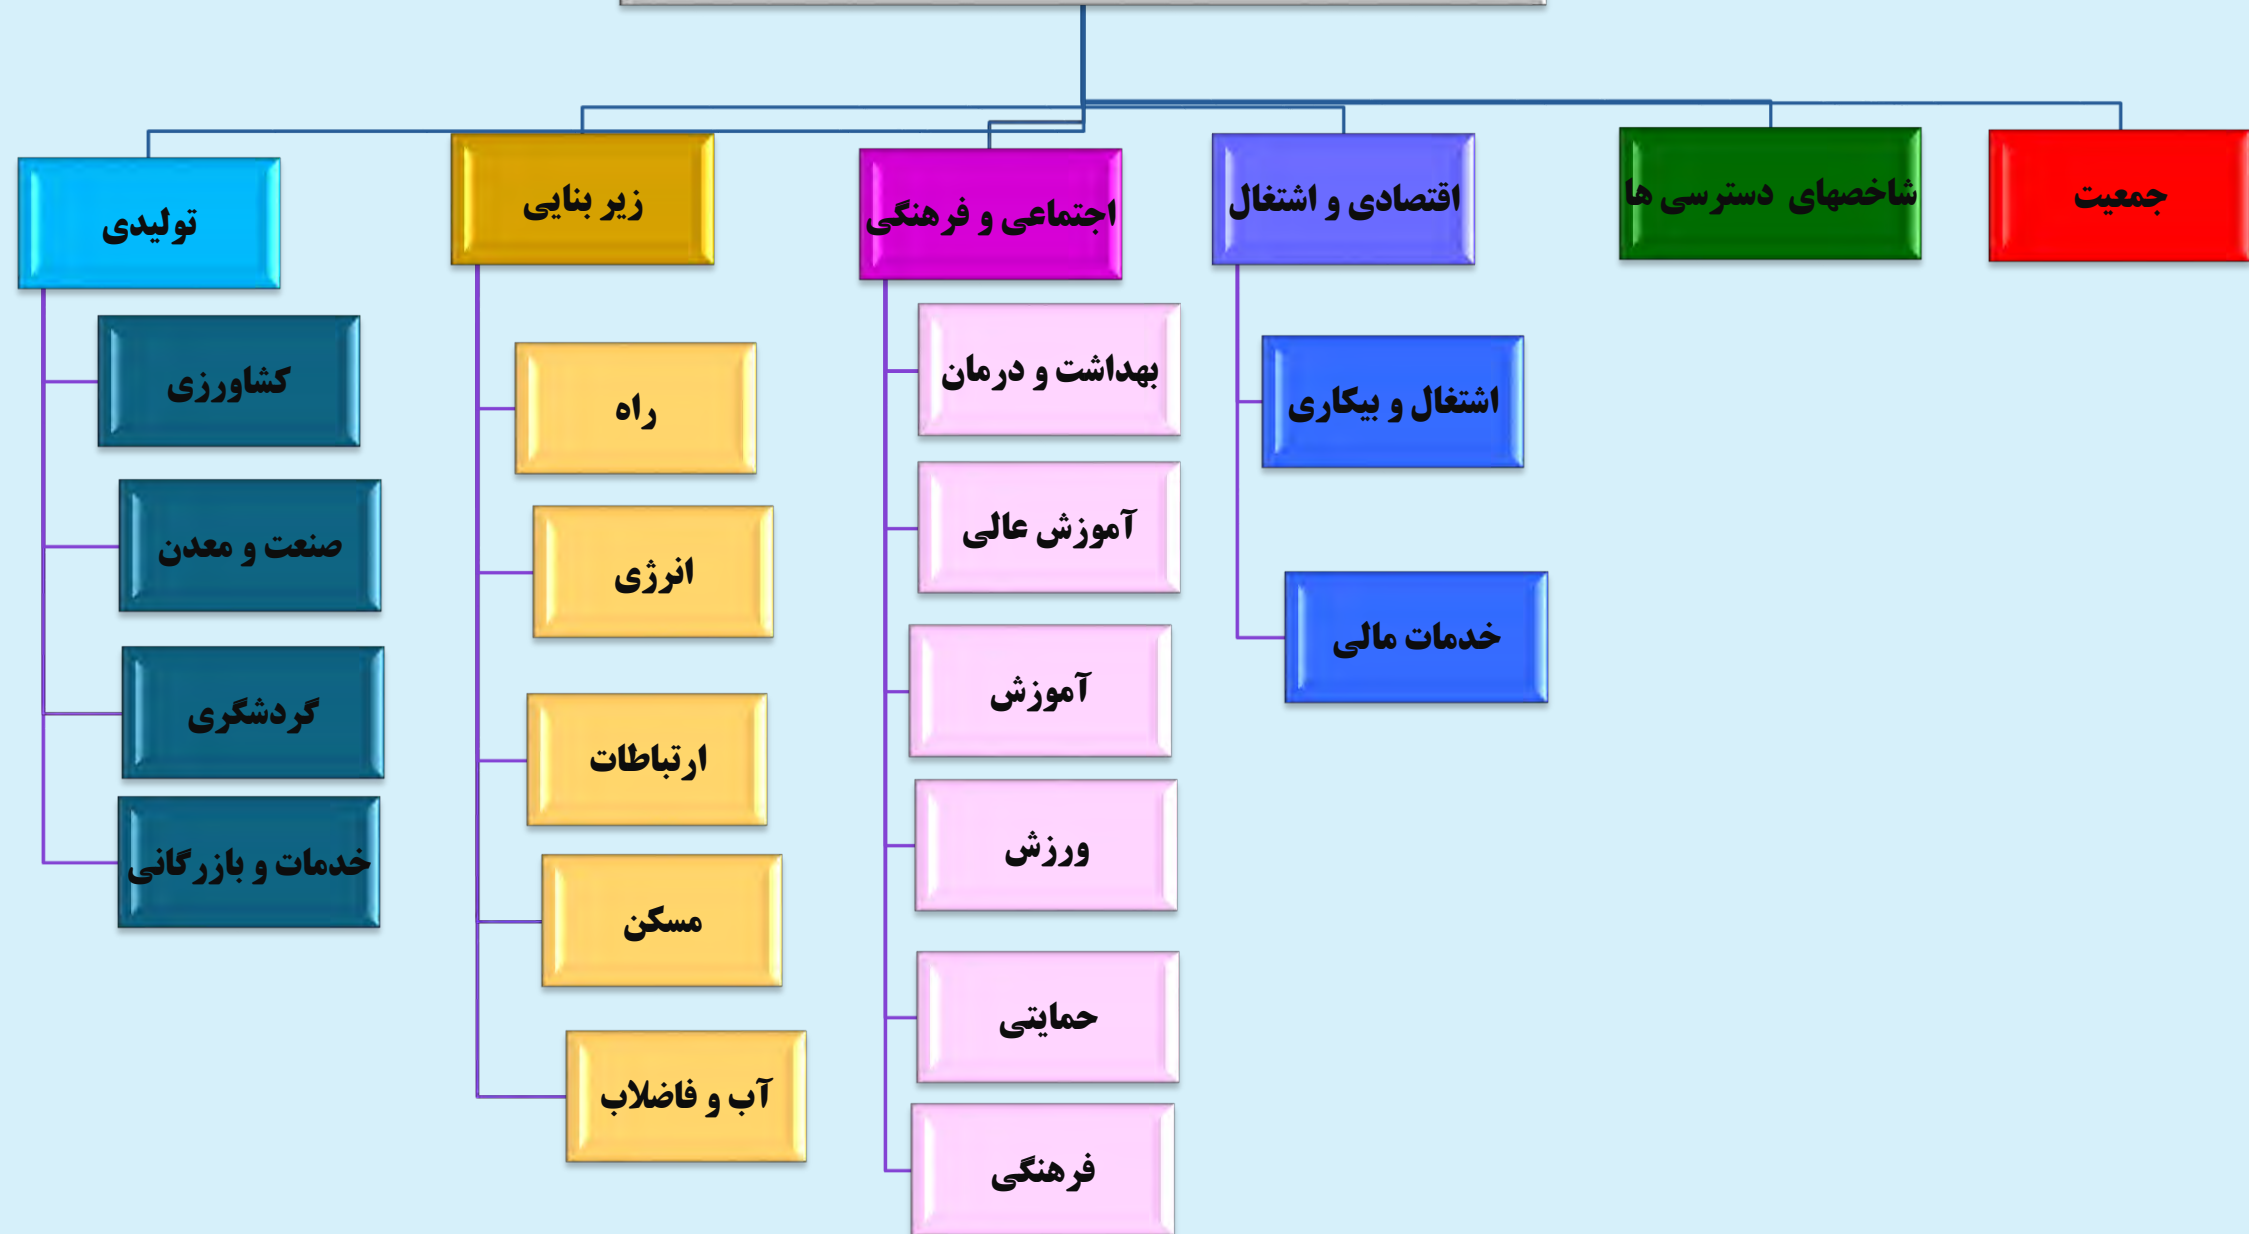 جمعیت
شاخصهای دسترسی ها
اقتصادی و اشتغال
اشتغال و بیکاری
خدمات مالی
اجتماعی و فرهنگی
بهداشت و درمان
آموزش عالی
آموزش
ورزش
حمایتی
فرهنگی
زیر بنایی
راه
انرژی
ارتباطات
مسکن
آب و فاضلاب
تولیدی
کشاورزی
صنعت و معدن
گردشگری
خدمات و بازرگانی